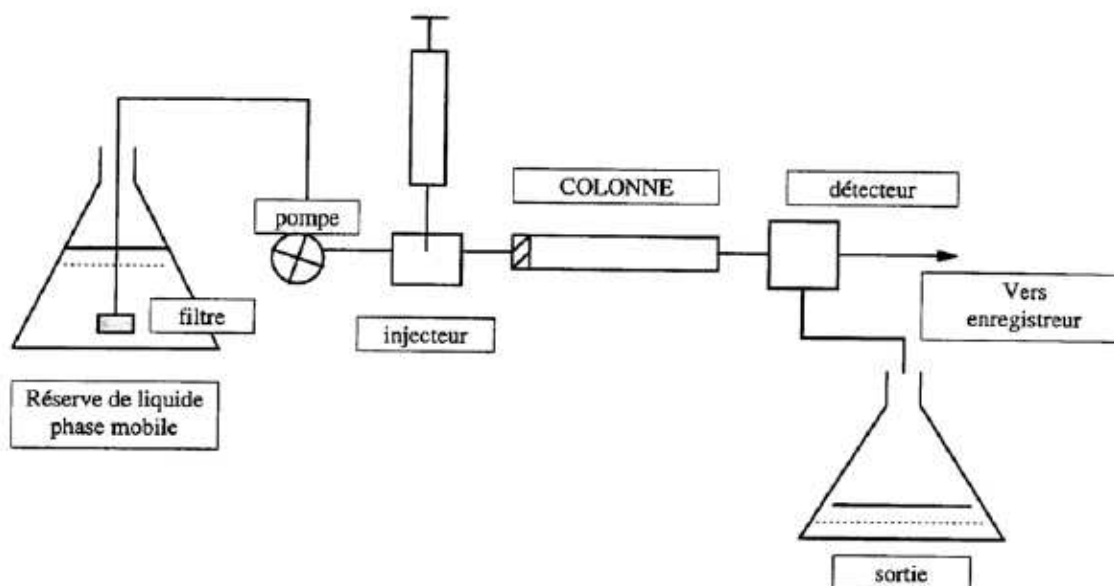 COLONNE
détecteur
pompe
filtre
injecteur
Vers
enregistreur
Réserve de liquide
phase mobile
sortie